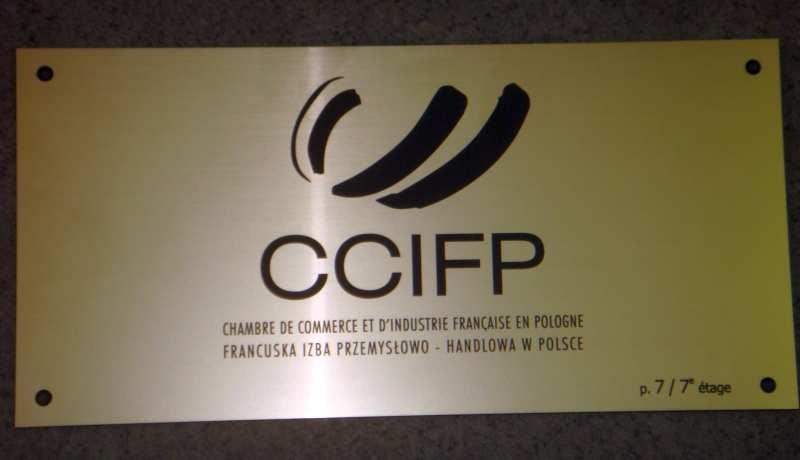 CCIFP
CHAMBRE DE COMMERCE ET D'INDUSTRIE FRANÇAISE EN POLOGNE
FRANCUSKA IZBA PRZEMYSŁOWO - HANDLOWA W POLSCE
p. 7 / 7e étage